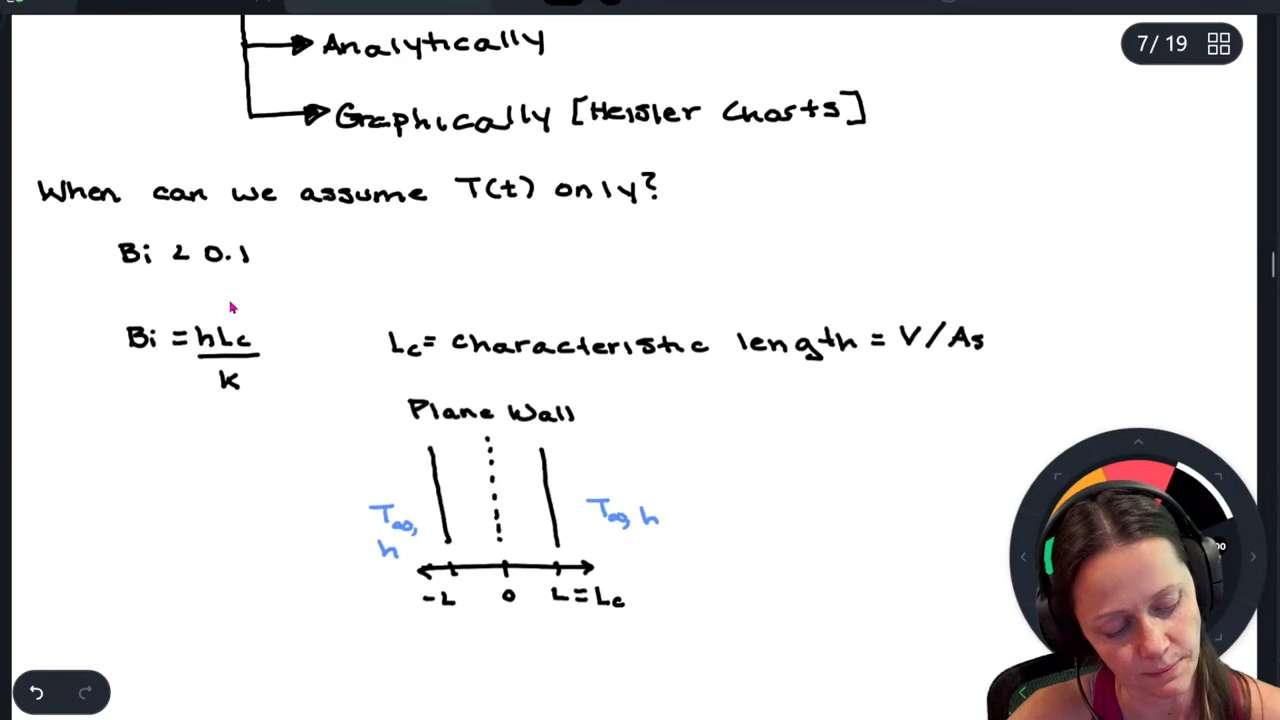 7/19
Analytically
Graphically [Heisler Charts]
When can we assume T(t) only?
Bi < 0.1
Bi = hLc
k
Lc = characteristic length = V/As
Plane Wall
T∞,
h
T∞, h
-L 0 L = Lc